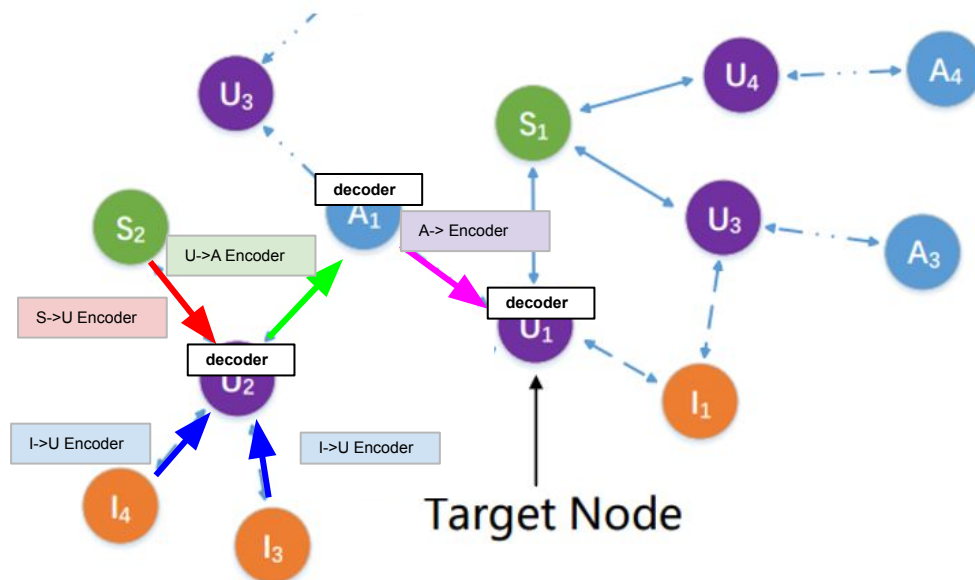 U₃
U₄
A₄
S₁
decoder
A₁
S₂
U->A Encoder
A-> Encoder
U₃
A₃
S->U Encoder
decoder
U₁
decoder
U₂
I₁
I->U Encoder
I->U Encoder
I₄
I₃
Target Node